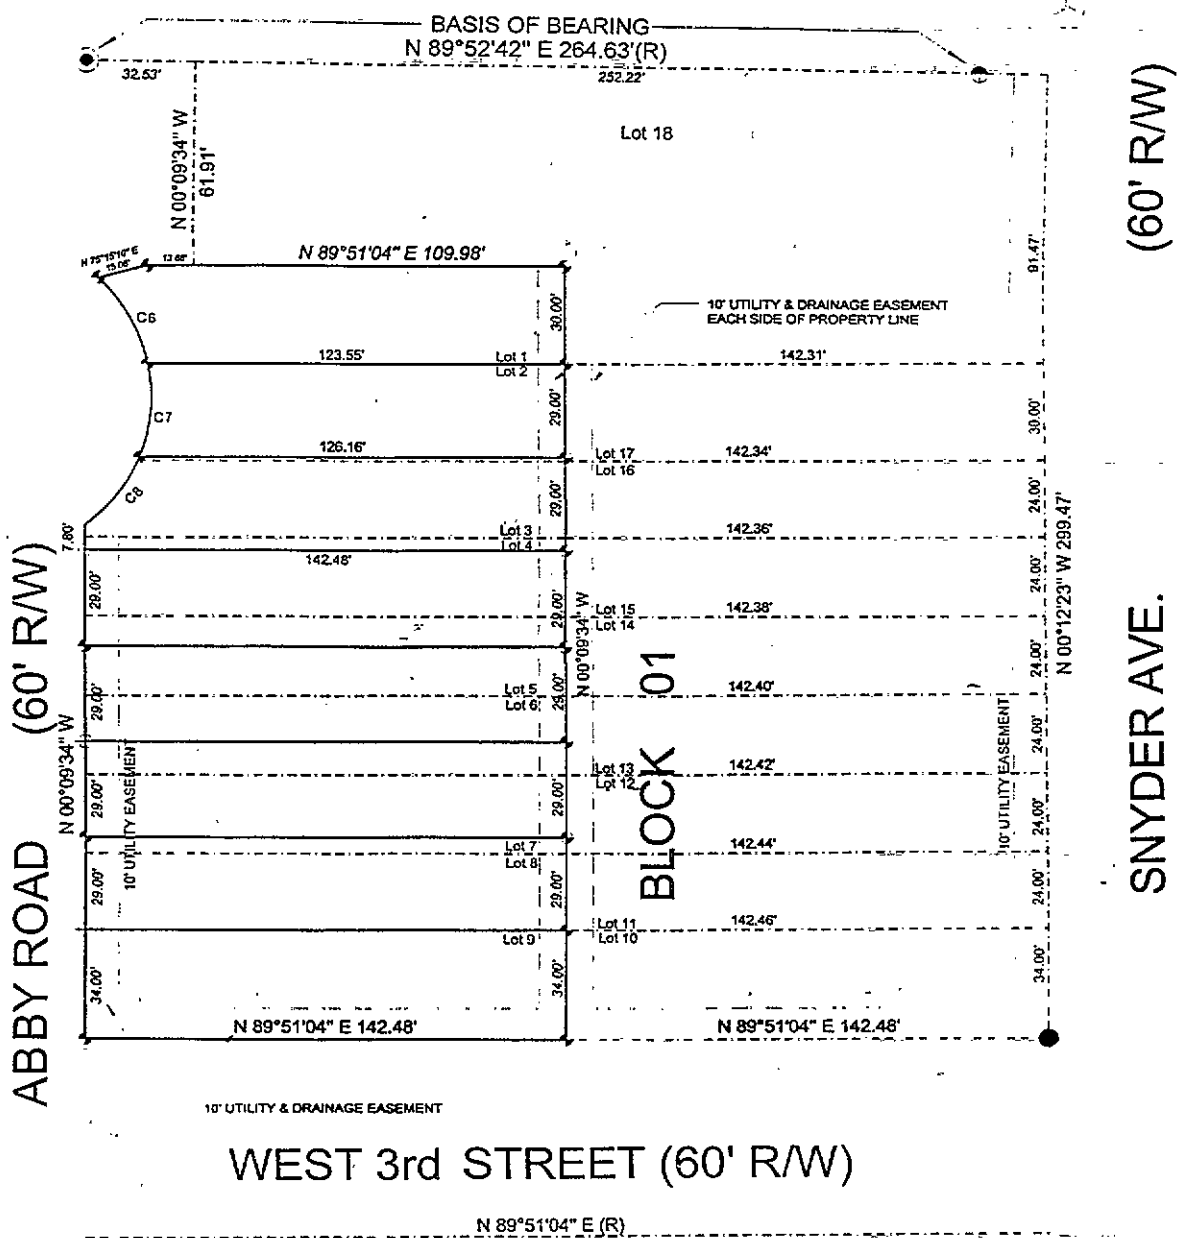 BASIS OF BEARING
N 89°52'42" E 264.63'(R)
32.53'
252.22'
N 00°09'34" W
61.91'
Lot 18
(60' R/W)
N 75°15'10" E
15.06'
13.68'
N 89°51'04" E 109.98'
91.47'
C6
30.00'
10' UTILITY & DRAINAGE EASEMENT
EACH SIDE OF PROPERTY LINE
123.55'
Lot 1
142.31'
Lot 2
C7
29.00'
30.00'
126.16'
Lot 17
142.34'
Lot 16
C8
29.00'
24.00'
7.80'
Lot 3
142.36'
Lot 4
142.48'
N 00°12'23" W 299.47'
29.00'
29.00'
24.00'
Lot 15
142.38'
Lot 14
N 00°09'34" W
24.00'
29.00'
Lot 5
142.40'
Lot 6
29.00'
N 00°09'34" W
24.00'
10' UTILITY EASEMENT
10' UTILITY EASEMENT
Lot 13
142.42'
Lot 12
29.00'
29.00'
24.00'
BLOCK 01
Lot 7
142.44'
Lot 8
29.00'
29.00'
24.00'
Lot 11
142.46'
Lot 9
Lot 10
34.00'
34.00'
34.00'
N 89°51'04" E 142.48'
N 89°51'04" E 142.48'
ABBY ROAD (60' R/W)
SNYDER AVE.
10' UTILITY & DRAINAGE EASEMENT
WEST 3rd STREET (60' R/W)
N 89°51'04" E (R)